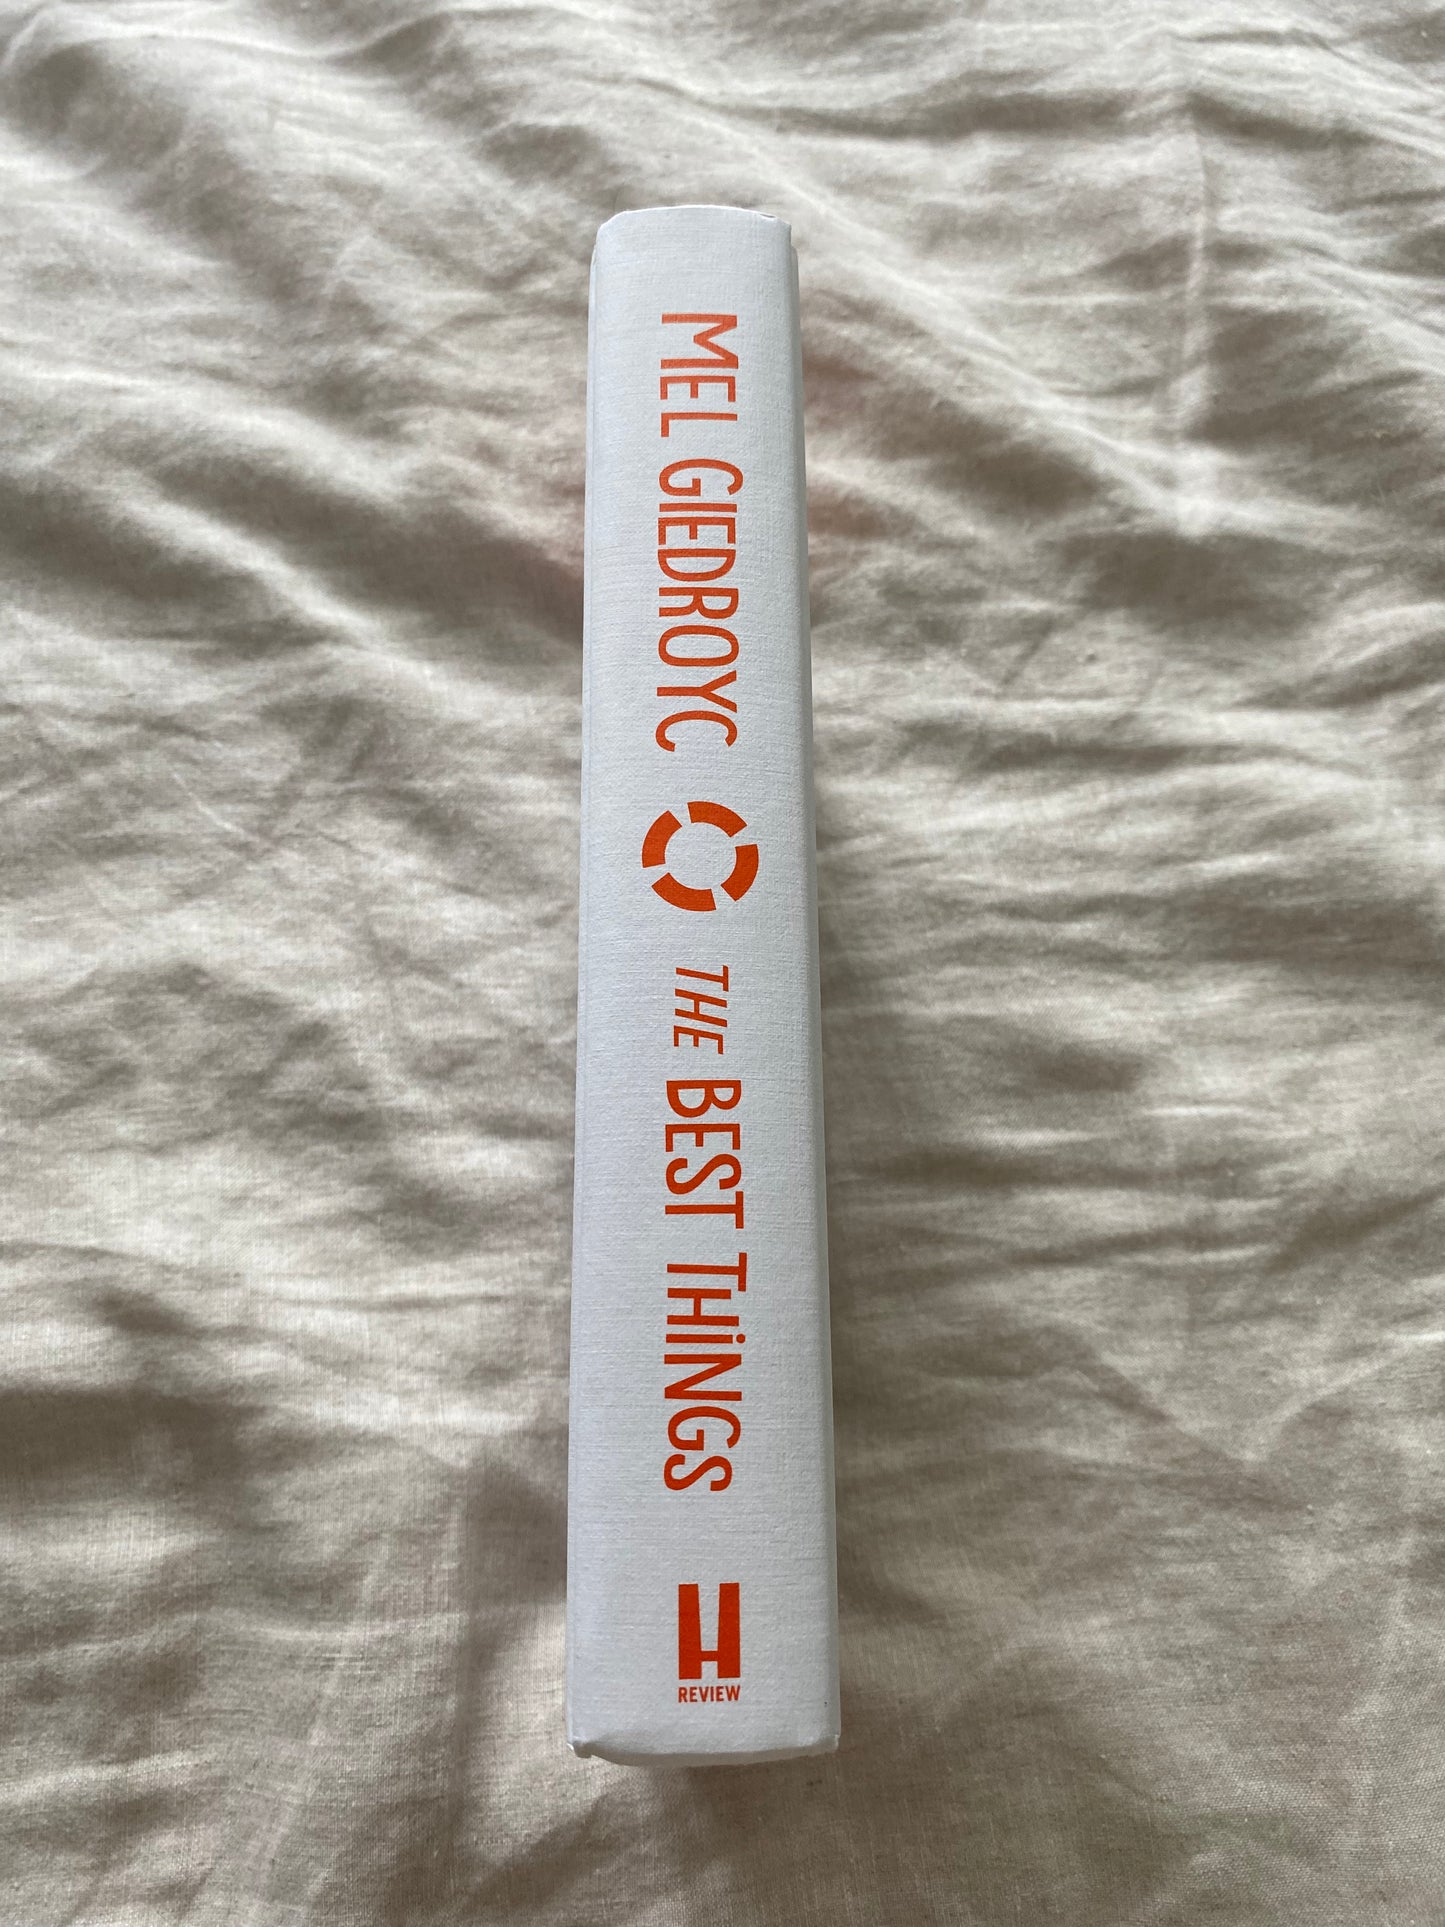 MEL GIEDROYC
THE BEST THiNGS
H
REVIEW